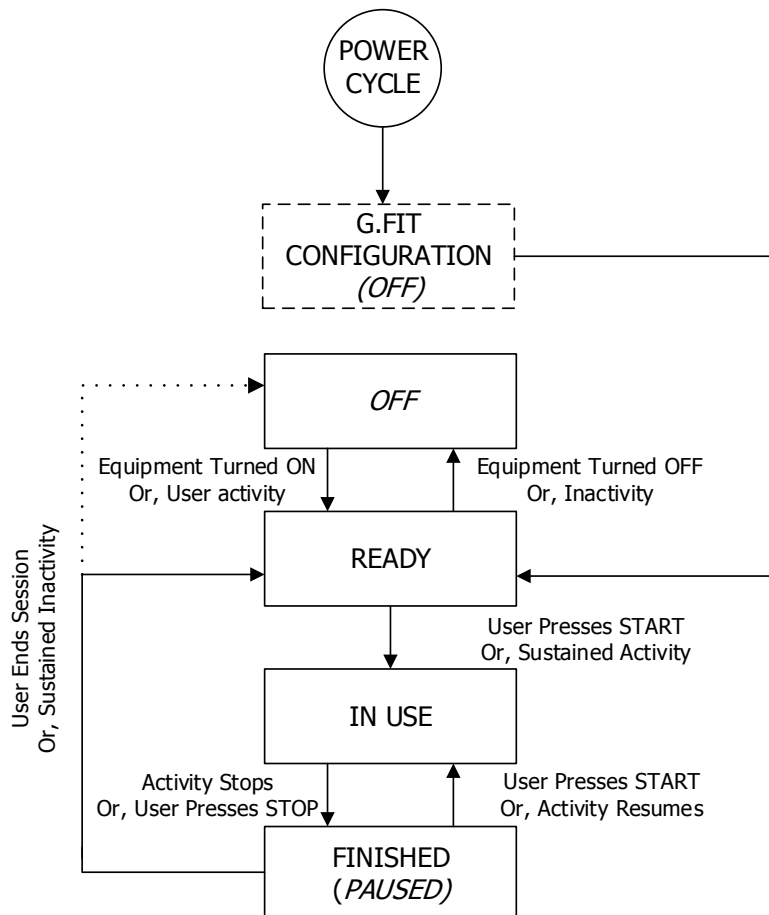 POWER
CYCLE
G.FIT
CONFIGURATION
(OFF)
OFF
Equipment Turned ON
Or, User activity
Equipment Turned OFF
Or, Inactivity
User Ends Session
Or, Sustained Inactivity
READY
User Presses START
Or, Sustained Activity
IN USE
Activity Stops
Or, User Presses STOP
User Presses START
Or, Activity Resumes
FINISHED
(PAUSED)